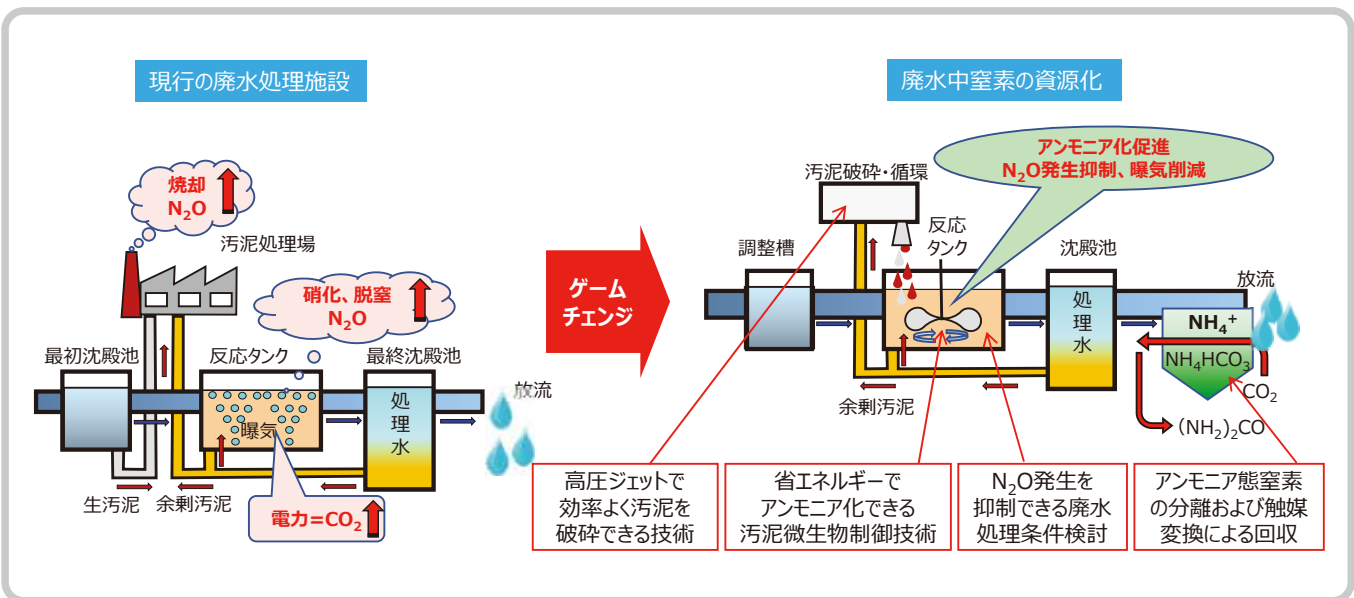 現行の廃水処理施設
焼却
N₂O
汚泥処理場
硝化、脱窒
N₂O
最初沈殿池
反応タンク
最終沈殿池
曝気
処
理
水
放流
生汚泥
余剰汚泥
電力=CO₂
ゲーム
チェンジ
廃水中窒素の資源化
アンモニア化促進
N₂O発生抑制、曝気削減
汚泥破砕・循環
調整槽
反応
タンク
沈殿池
処
理
水
放流
NH₄⁺
NH₄HCO₃
CO₂
(NH₂)₂CO
余剰汚泥
高圧ジェットで
効率よく汚泥を
破砕できる技術
省エネルギーで
アンモニア化できる
汚泥微生物制御技術
N₂O発生を
抑制できる廃水
処理条件検討
アンモニア態窒素
の分離および触媒
変換による回収